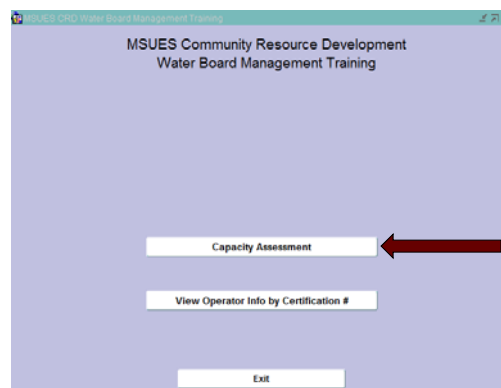 MSUES CRD Water Board Management Training
MSUES Community Resource Development
Water Board Management Training
Capacity Assessment
View Operator Info by Certification #
Exit